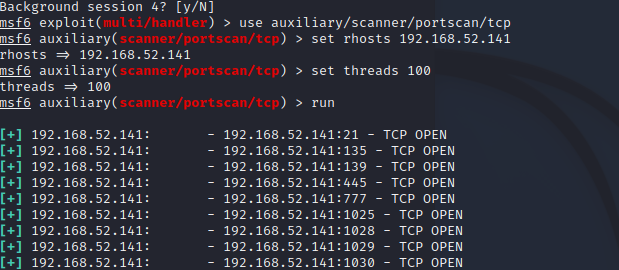 Background session 4? [y/N]
msf6 exploit(multi/handler) > use auxiliary/scanner/portscan/tcp
msf6 auxiliary(scanner/portscan/tcp) > set rhosts 192.168.52.141
rhosts => 192.168.52.141
msf6 auxiliary(scanner/portscan/tcp) > set threads 100
threads => 100
msf6 auxiliary(scanner/portscan/tcp) > run
[+] 192.168.52.141: - 192.168.52.141:21 - TCP OPEN
[+] 192.168.52.141: - 192.168.52.141:135 - TCP OPEN
[+] 192.168.52.141: - 192.168.52.141:139 - TCP OPEN
[+] 192.168.52.141: - 192.168.52.141:445 - TCP OPEN
[+] 192.168.52.141: - 192.168.52.141:777 - TCP OPEN
[+] 192.168.52.141: - 192.168.52.141:1025 - TCP OPEN
[+] 192.168.52.141: - 192.168.52.141:1028 - TCP OPEN
[+] 192.168.52.141: - 192.168.52.141:1029 - TCP OPEN
[+] 192.168.52.141: - 192.168.52.141:1030 - TCP OPEN